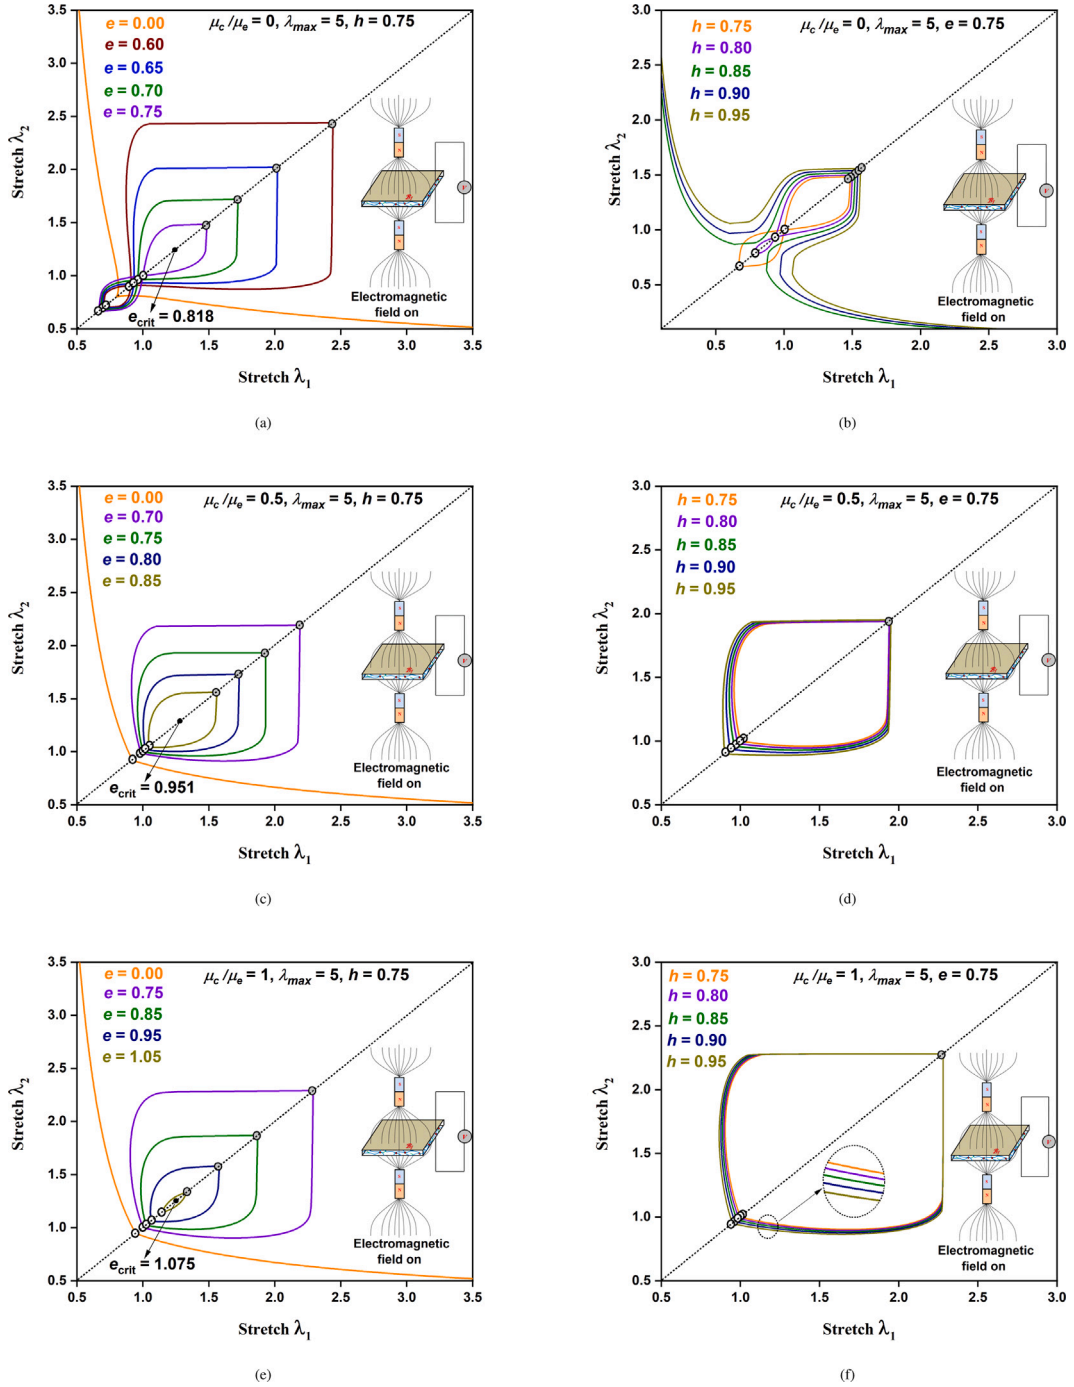 e = 0.00
e = 0.60
e = 0.65
e = 0.70
e = 0.75
μc/μe = 0, λmax = 5, h = 0.75
Stretch λ2
3.5
3.0
2.5
2.0
1.5
1.0
0.5
ecrit = 0.818
Electromagnetic
field on
0.5 1.0 1.5 2.0 2.5 3.0 3.5
Stretch λ1
(a)
h = 0.75
h = 0.80
h = 0.85
h = 0.90
h = 0.95
μc/μe = 0, λmax = 5, e = 0.75
Stretch λ2
3.0
2.5
2.0
1.5
1.0
0.5
Electromagnetic
field on
0.5 1.0 1.5 2.0 2.5 3.0
Stretch λ1
(b)
e = 0.00
e = 0.70
e = 0.75
e = 0.80
e = 0.85
μc/μe = 0.5, λmax = 5, h = 0.75
Stretch λ2
3.5
3.0
2.5
2.0
1.5
1.0
0.5
ecrit = 0.951
Electromagnetic
field on
0.5 1.0 1.5 2.0 2.5 3.0 3.5
Stretch λ1
(c)
h = 0.75
h = 0.80
h = 0.85
h = 0.90
h = 0.95
μc/μe = 0.5, λmax = 5, e = 0.75
Stretch λ2
3.0
2.5
2.0
1.5
1.0
0.5
Electromagnetic
field on
0.5 1.0 1.5 2.0 2.5 3.0
Stretch λ1
(d)
e = 0.00
e = 0.75
e = 0.85
e = 0.95
e = 1.05
μc/μe = 1, λmax = 5, h = 0.75
Stretch λ2
3.5
3.0
2.5
2.0
1.5
1.0
0.5
ecrit = 1.075
Electromagnetic
field on
0.5 1.0 1.5 2.0 2.5 3.0 3.5
Stretch λ1
(e)
h = 0.75
h = 0.80
h = 0.85
h = 0.90
h = 0.95
μc/μe = 1, λmax = 5, e = 0.75
Stretch λ2
3.0
2.5
2.0
1.5
1.0
0.5
Electromagnetic
field on
0.5 1.0 1.5 2.0 2.5 3.0
Stretch λ1
(f)